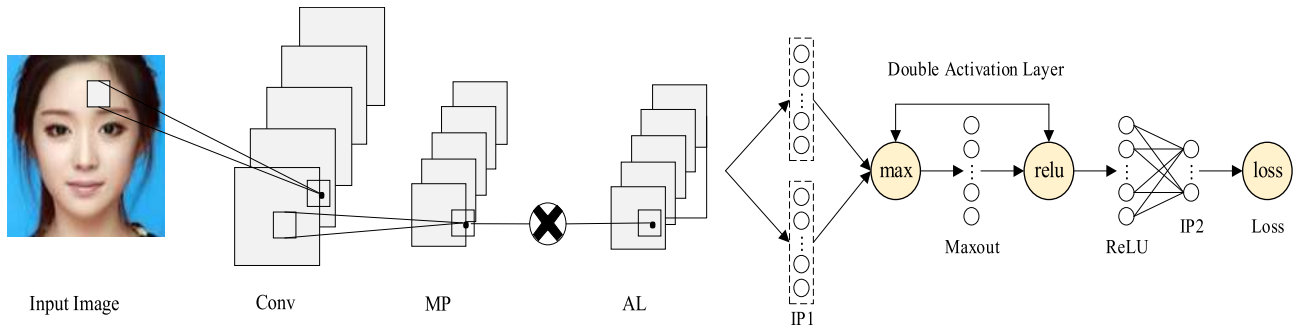 Double Activation Layer
max
relu
loss
Maxout
ReLU
IP2
Loss
Input Image
Conv
MP
AL
IP1